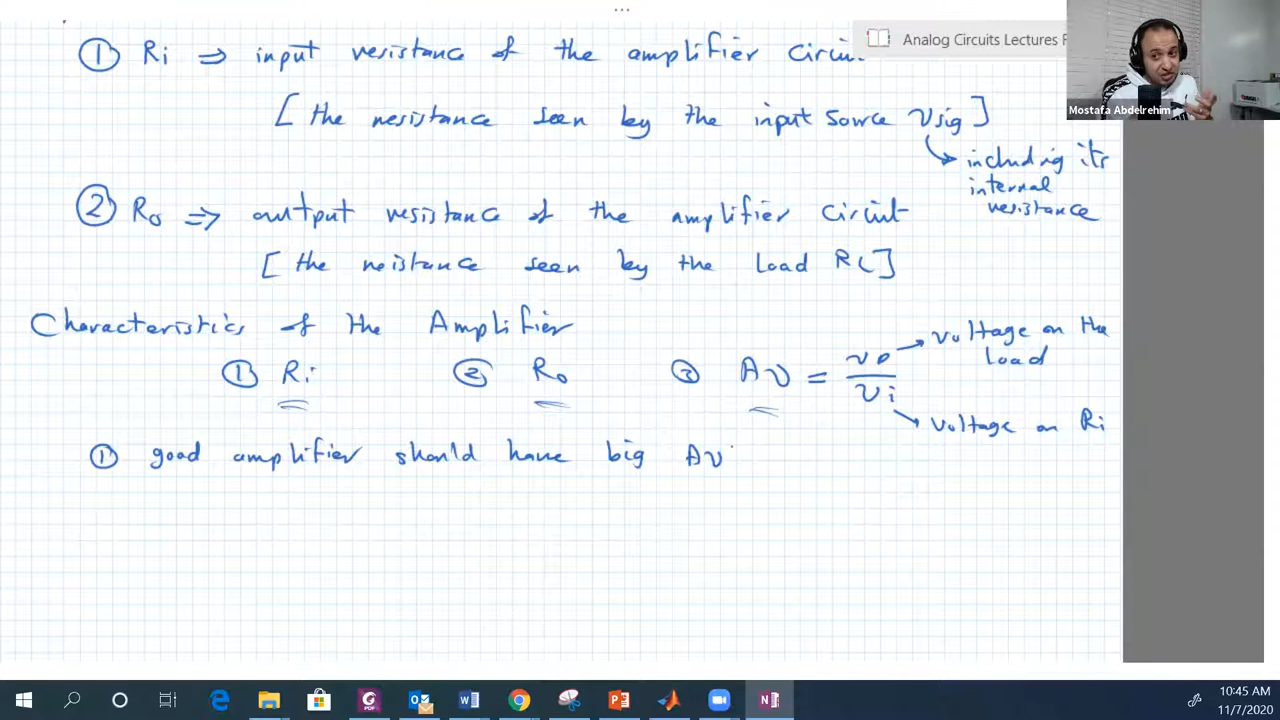 ...
① Ri ⇒ input resistance of the amplifier circui
Analog Circuits Lectures F
Mostafa Abdelrehim
[ the resistance seen by the input source Vsig ]
including its
internal
resistance
② Ro ⇒ output resistance of the amplifier circuit
[ the reistance seen by the Load RL ]
Characteristics of the Amplifier
① Ri ② Ro ③ Av = vo / vi
voltage on the
Load
voltage on Ri
① good amplifier should have big Av
10:45 AM
11/7/2020